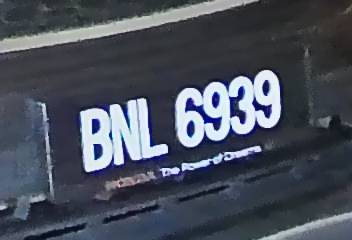 BNL 6939
HONDA The Power of Dreams